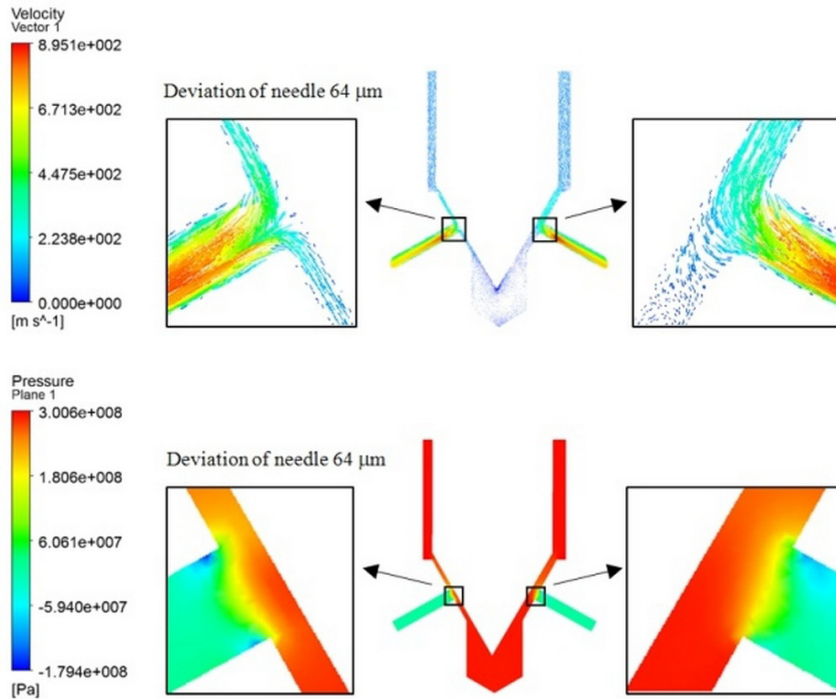 Velocity
Vector 1
8.951e+002
6.713e+002
4.475e+002
2.238e+002
0.000e+000
[m s^-1]
Deviation of needle 64 μm
Pressure
Plane 1
3.006e+008
1.806e+008
6.061e+007
-5.940e+007
-1.794e+008
[Pa]
Deviation of needle 64 μm